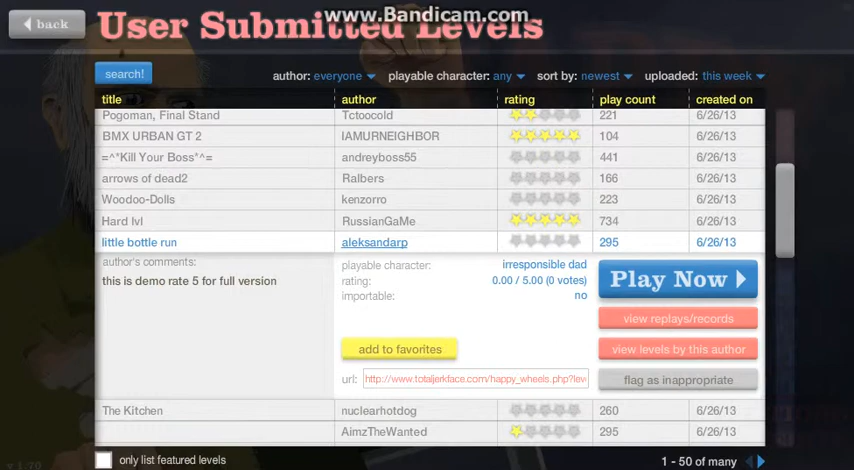 www.Bandicam.com
back
User Submitted Levels
search!
author: everyone playable character: any sort by: newest uploaded: this week
title author rating play count created on
Pogoman, Final Stand Tctoocold 221 6/26/13
BMX URBAN GT 2 IAMURNEIGHBOR 104 6/26/13
=^*Kill Your Boss*^= andreyboss55 441 6/26/13
arrows of dead2 Ralbers 166 6/26/13
Woodoo-Dolls kenzorro 223 6/26/13
Hard lvl RussianGaMe 734 6/26/13
little bottle run aleksandarp 295 6/26/13
author's comments:
this is demo rate 5 for full version
playable character: irresponsible dad
rating: 0.00 / 5.00 (0 votes)
importable: no
Play Now
view replays/records
add to favorites
view levels by this author
url: http://www.totaljerkface.com/happy_wheels.php?leve
flag as inappropriate
The Kitchen nuclearhotdog 260 6/26/13
AimzTheWanted 295 6/26/13
only list featured levels
1 - 50 of many
v 1.70